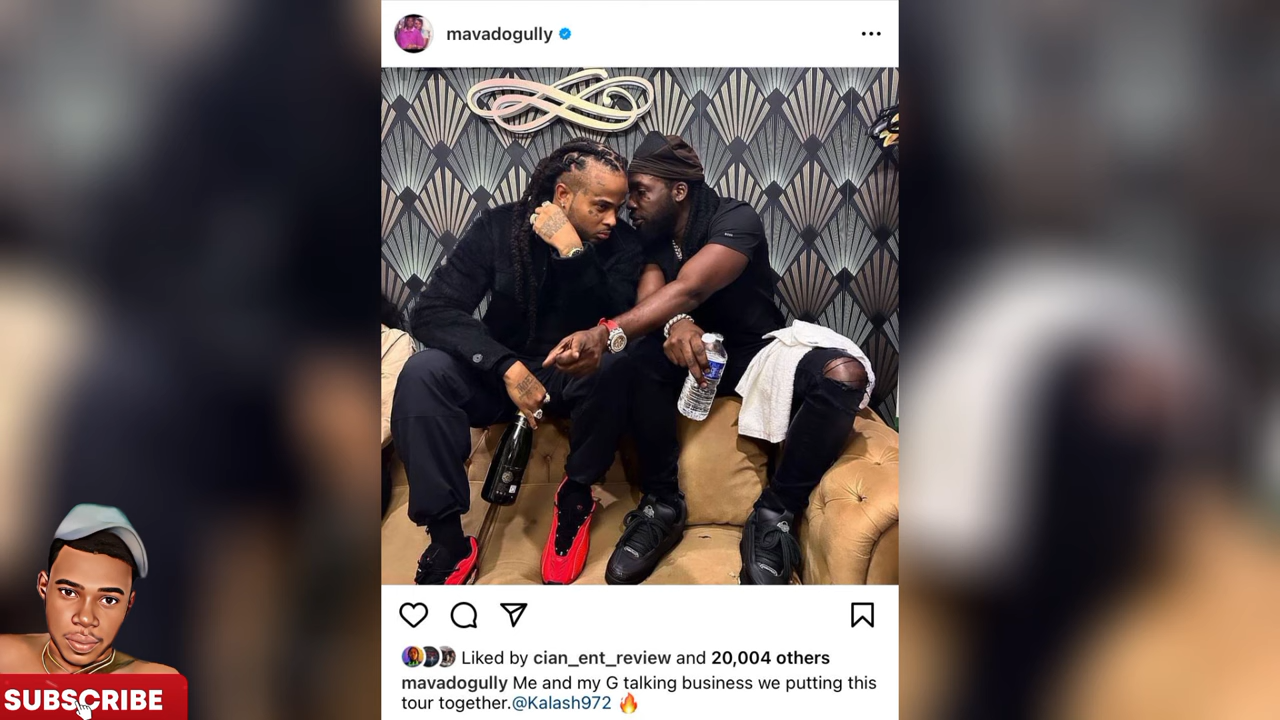 mavadogully
Liked by cian_ent_review and 20,004 others
mavadogully Me and my G talking business we putting this
tour together.@Kalash972 🔥
SUBSCRIBE